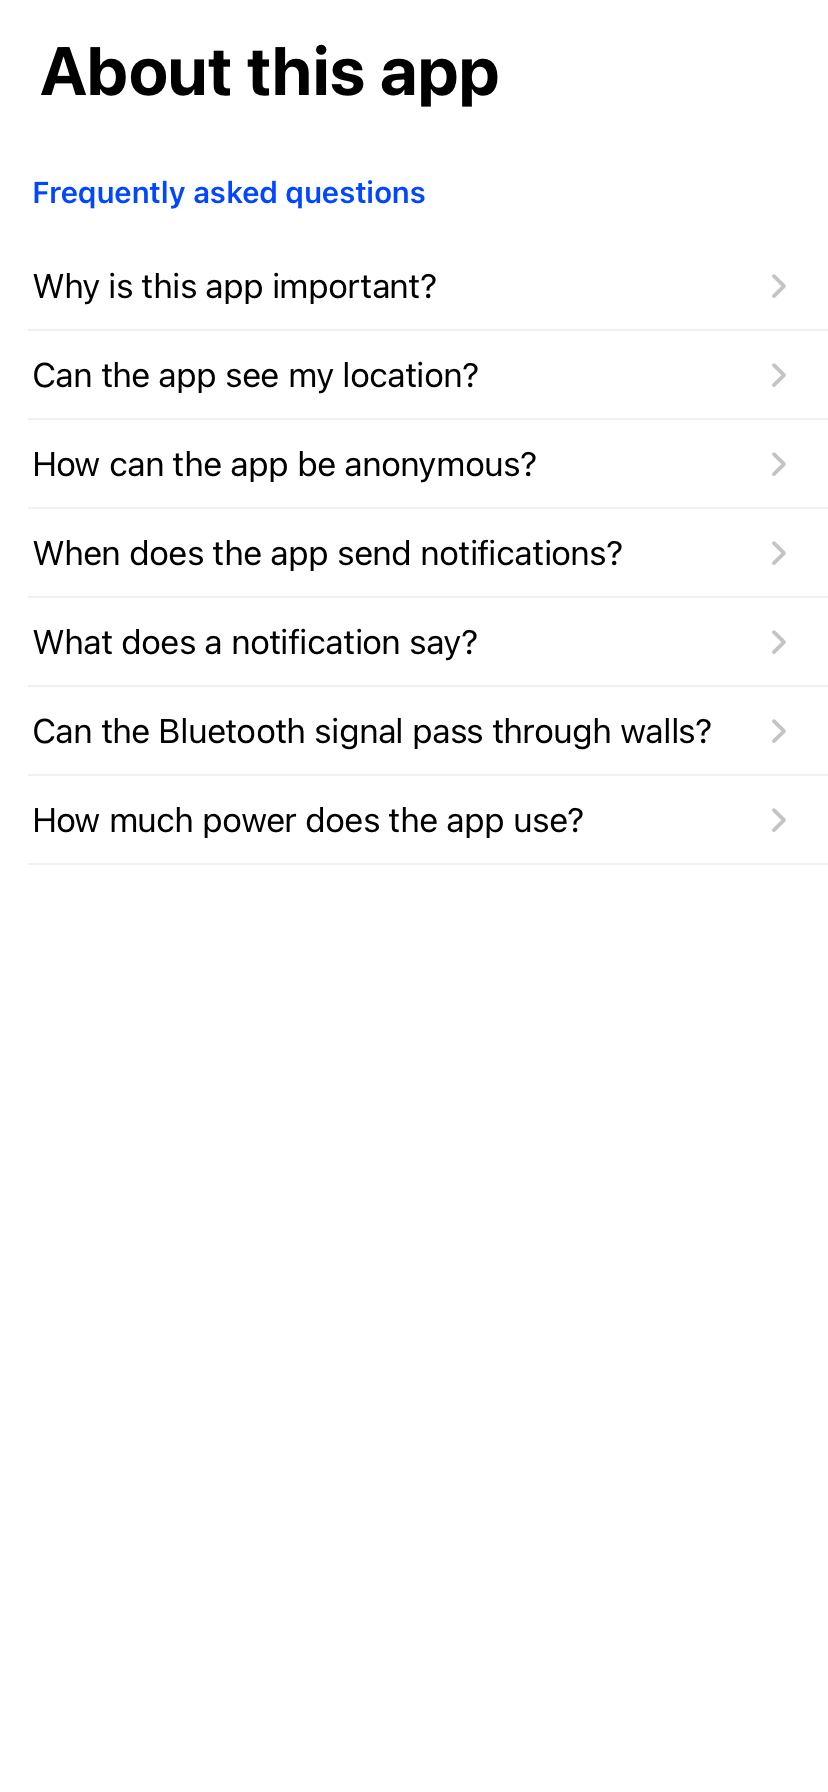 About this app
Frequently asked questions
Why is this app important?
Can the app see my location?
How can the app be anonymous?
When does the app send notifications?
What does a notification say?
Can the Bluetooth signal pass through walls?
How much power does the app use?